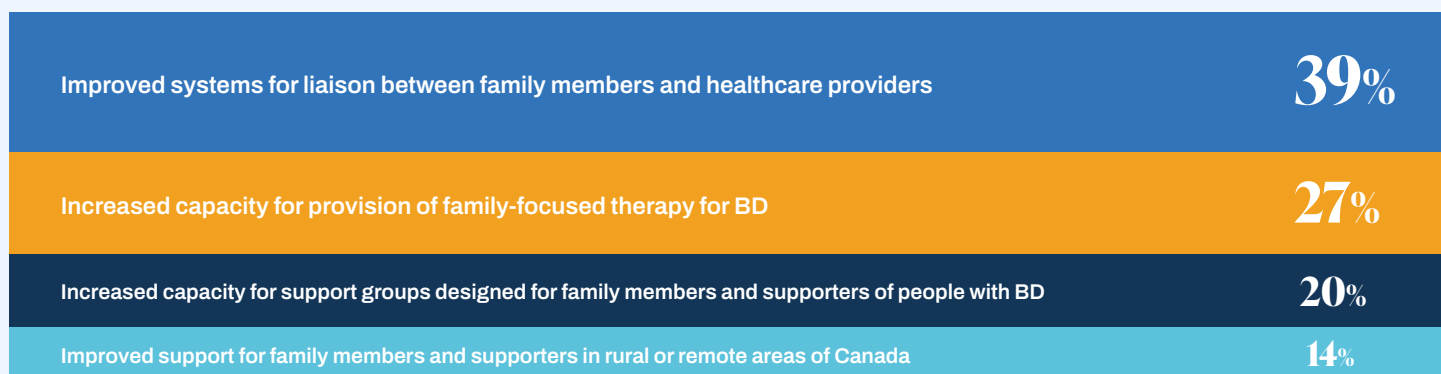 Improved systems for liaison between family members and healthcare providers 39%
Increased capacity for provision of family-focused therapy for BD 27%
Increased capacity for support groups designed for family members and supporters of people with BD 20%
Improved support for family members and supporters in rural or remote areas of Canada 14%